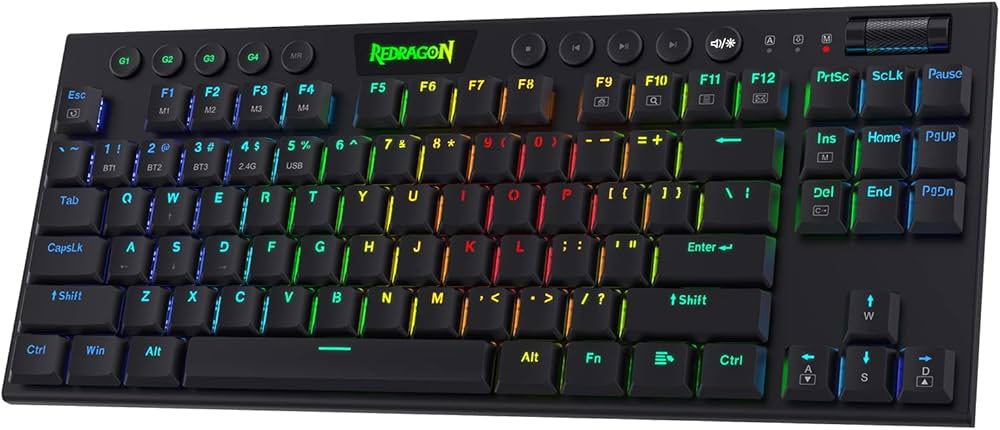 G1 G2 G3 G4 MR REDRAGON A M
Esc F1 F2 F3 F4 F5 F6 F7 F8 F9 F10 F11 F12 PrtSc ScLk Pause
M1 M2 M3 M4
` ~ 1 ! 2 @ 3 # 4 $ 5 % 6 ^ 7 & 8 * 9 ( 0 ) - _ = + ← Ins Home PgUP
BT1 BT2 BT3 2.4G USB M
Tab Q W E R T Y U I O P [ { ] } \ | Del End PgDn
↑ C→
CapsLk A S D F G H J K L ; : ' " Enter ↵
← ↓ →
↑ Shift Z X C V B N M , < . > / ? ↑ Shift ↑
W
Ctrl Win Alt Alt Fn Ctrl ← ↓ →
A S D
▼ ▲